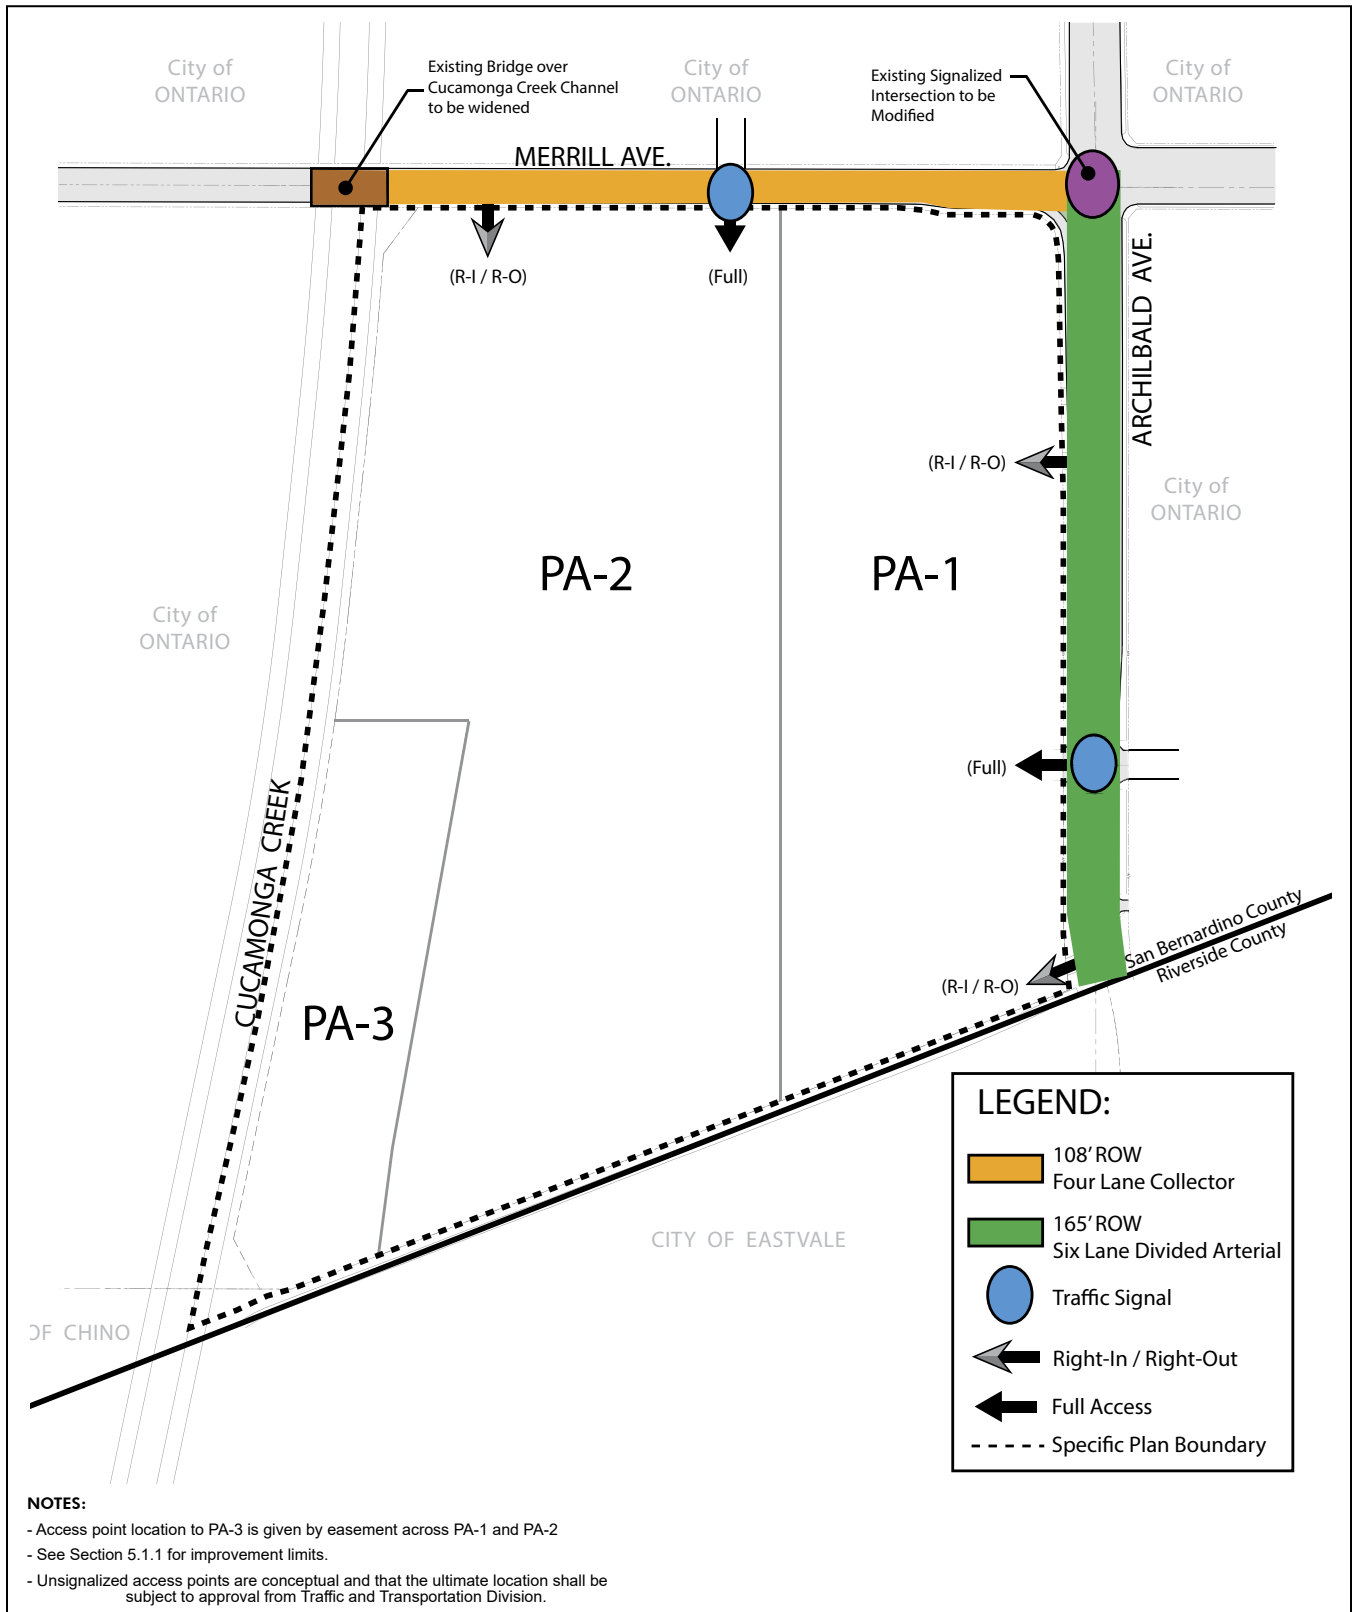 City of
ONTARIO
Existing Bridge over
Cucamonga Creek Channel
to be widened
City of
ONTARIO
Existing Signalized
Intersection to be
Modified
City of
ONTARIO
MERRILL AVE.
(R-I / R-O)
(Full)
ARCHILBALD AVE.
(R-I / R-O)
City of
ONTARIO
PA-2
PA-1
City of
ONTARIO
(Full)
CUCAMONGA CREEK
San Bernardino County
Riverside County
(R-I / R-O)
PA-3
CITY OF EASTVALE
OF CHINO
LEGEND:
108' ROW
Four Lane Collector
165' ROW
Six Lane Divided Arterial
Traffic Signal
Right-In / Right-Out
Full Access
Specific Plan Boundary
NOTES:
- Access point location to PA-3 is given by easement across PA-1 and PA-2
- See Section 5.1.1 for improvement limits.
- Unsignalized access points are conceptual and that the ultimate location shall be
subject to approval from Traffic and Transportation Division.